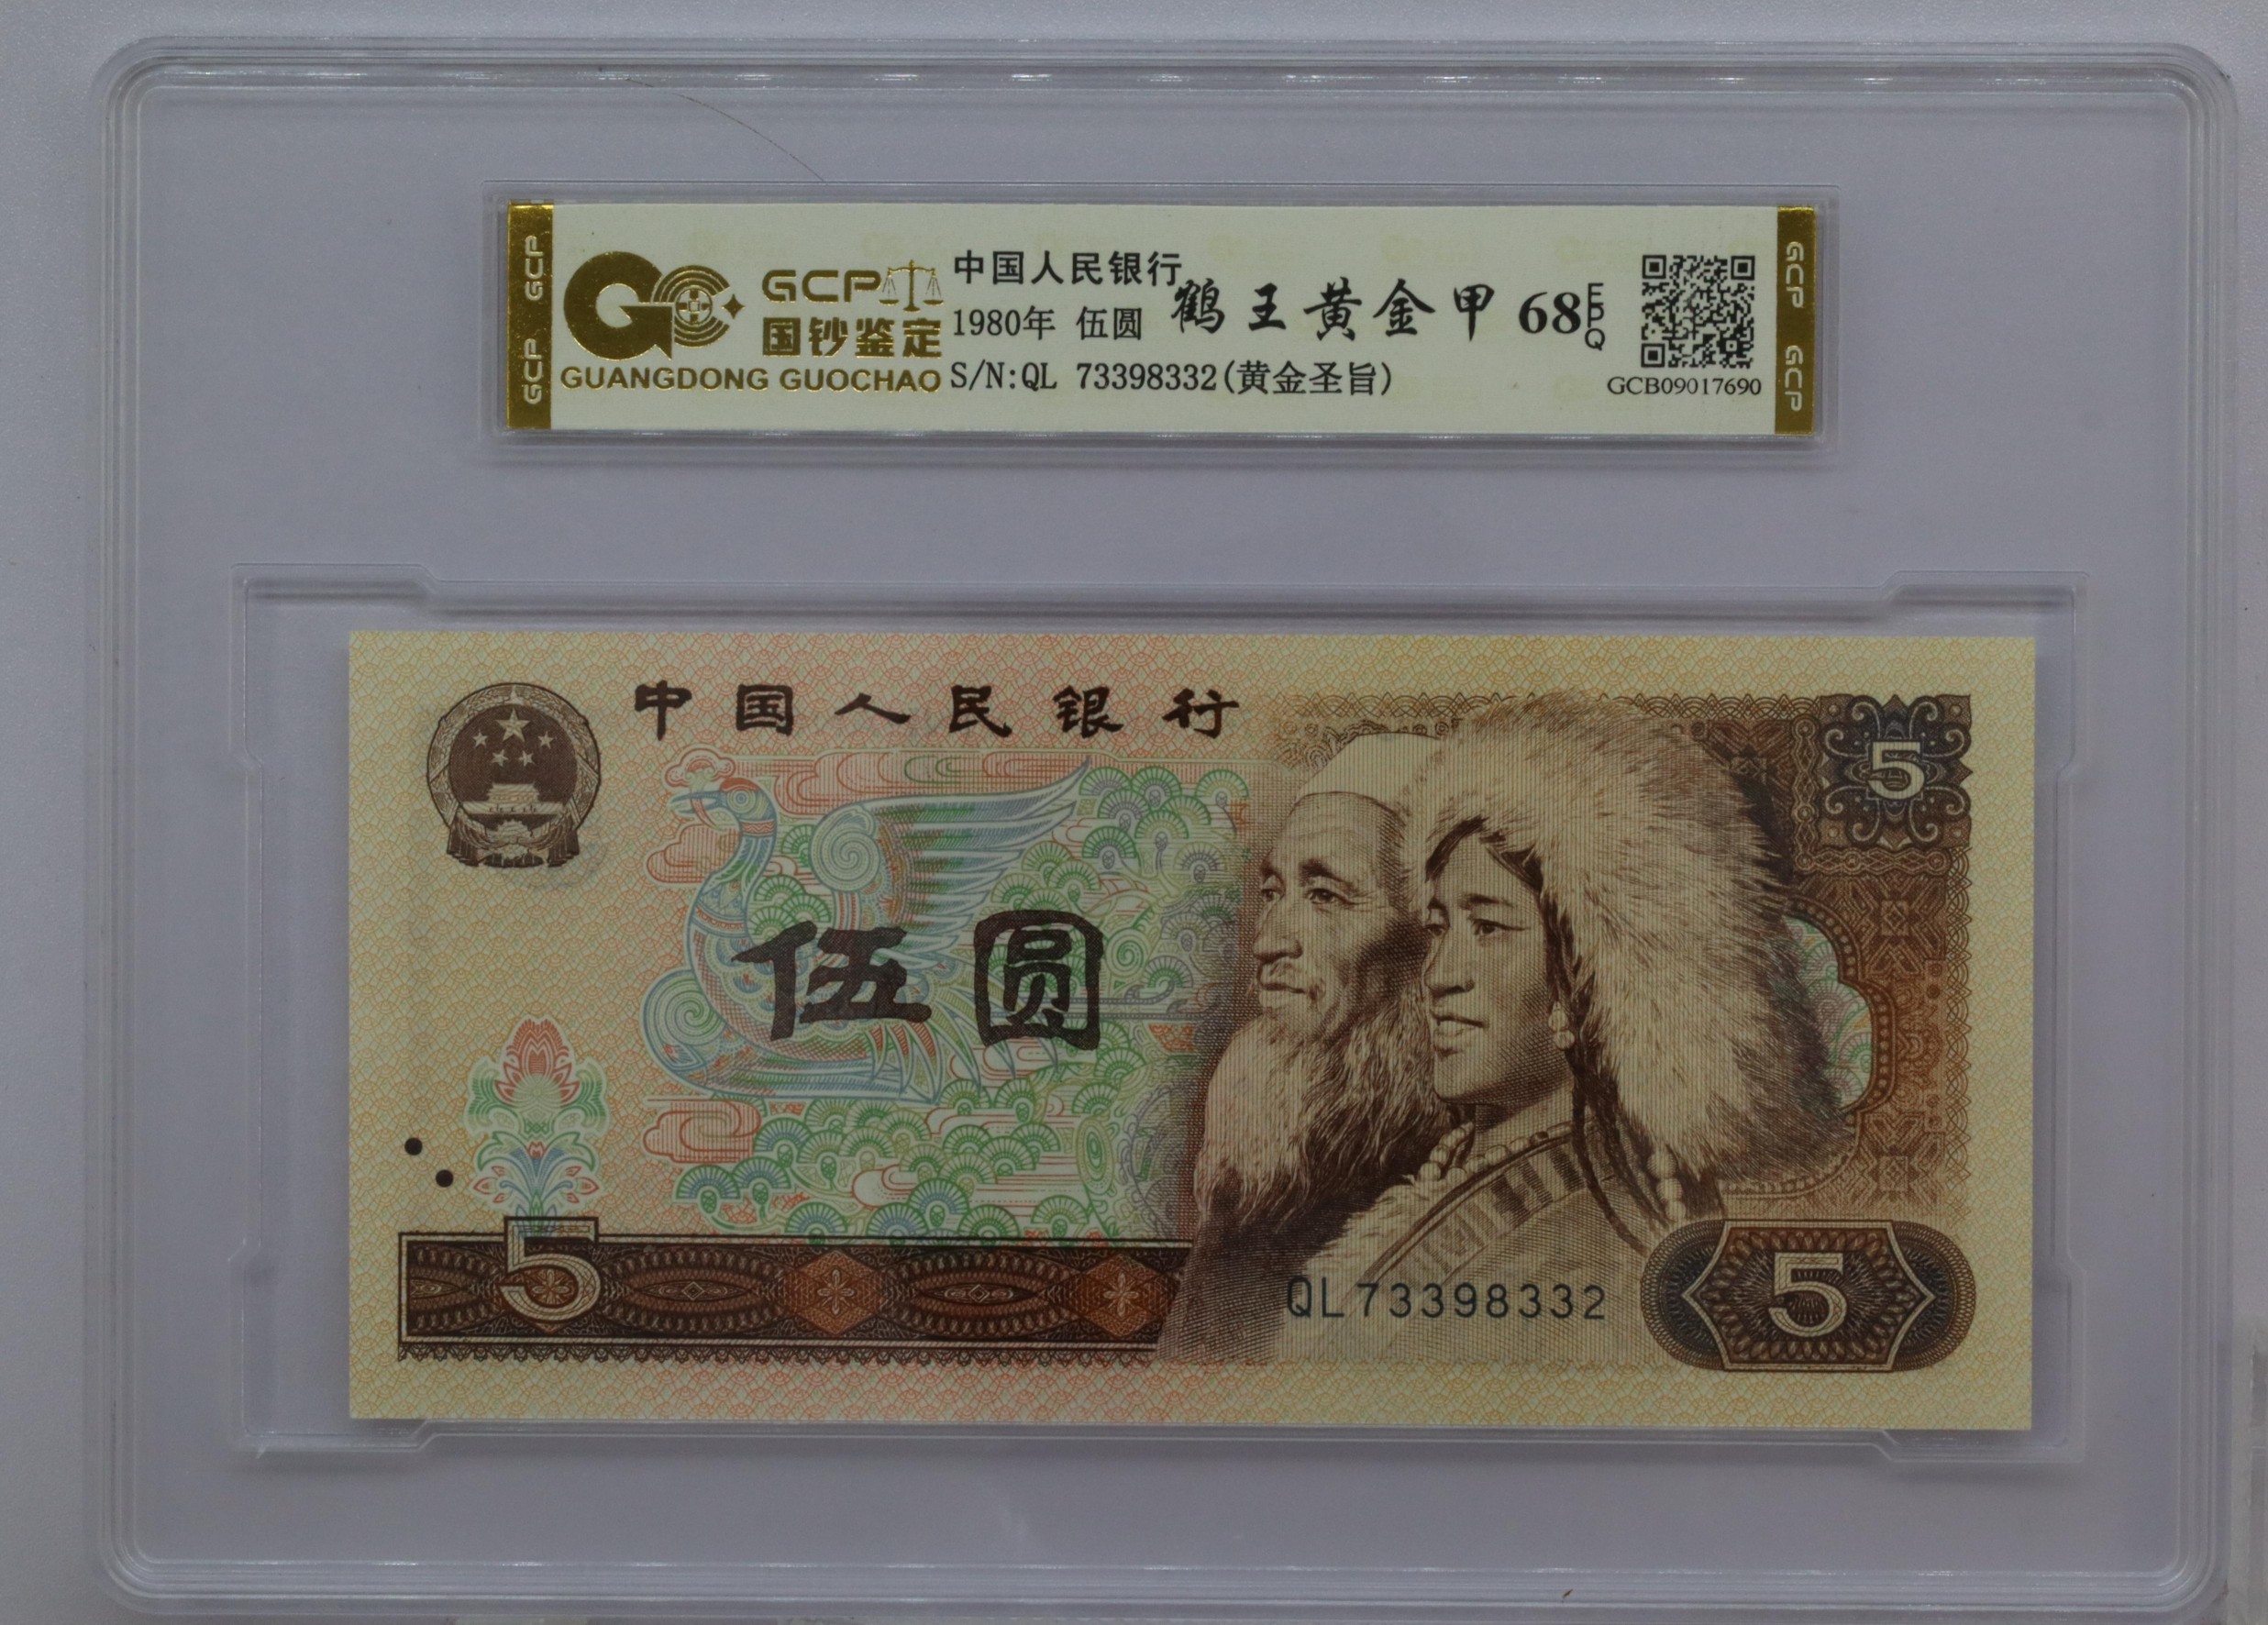 GCP GCP
GCP
国钞鉴定
GUANGDONG GUOCHAO
中国人民银行
1980年 伍圆
S/N:QL 73398332(黄金圣旨)
鹤王黄金甲 68 EPQ
GCB09017690
GCP GCP
中国人民银行
5
伍圆
5
QL73398332
5